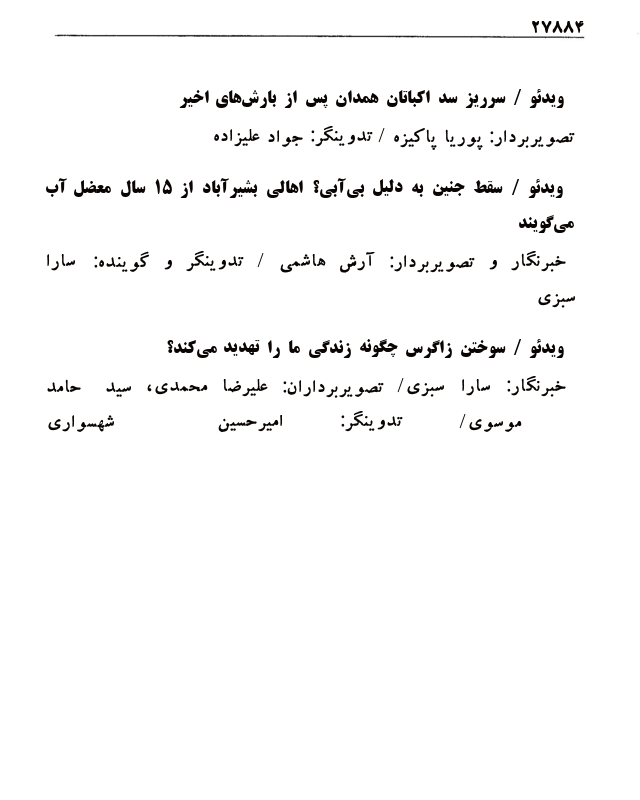 ۲۷۸۸۴
ویدئو / سرریز سد اکباتان همدان پس از بارش‌های اخیر
تصویربردار: پوریا پاکیزه / تدوینگر: جواد علیزاده
ویدئو / سقط جنین به دلیل بی‌آبی؟ اهالی بشیرآباد از ۱۵ سال معضل آب
می‌گویند
خبرنگار و تصویربردار: آرش هاشمی / تدوینگر و گوینده: سارا
سبزی
ویدئو / سوختن زاگرس چگونه زندگی ما را تهدید می‌کند؟
خبرنگار: سارا سبزی/ تصویربرداران: علیرضا محمدی، سید حامد
موسوی/ تدوینگر: امیرحسین شهسواری